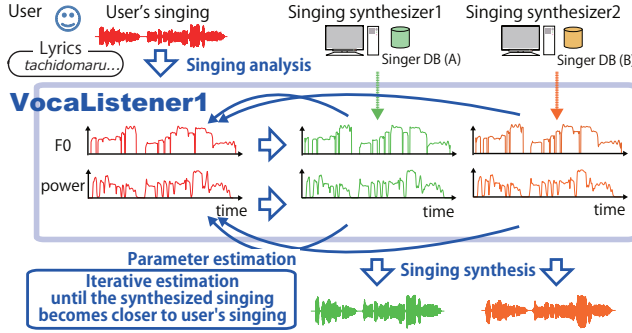 User
User's singing
Singing synthesizer1
Singing synthesizer2
Lyrics
tachidomaru...
Singing analysis
Singer DB (A)
Singer DB (B)
VocaListener1
F0
power
time
time
time
Parameter estimation
Iterative estimation
until the synthesized singing
becomes closer to user's singing
Singing synthesis